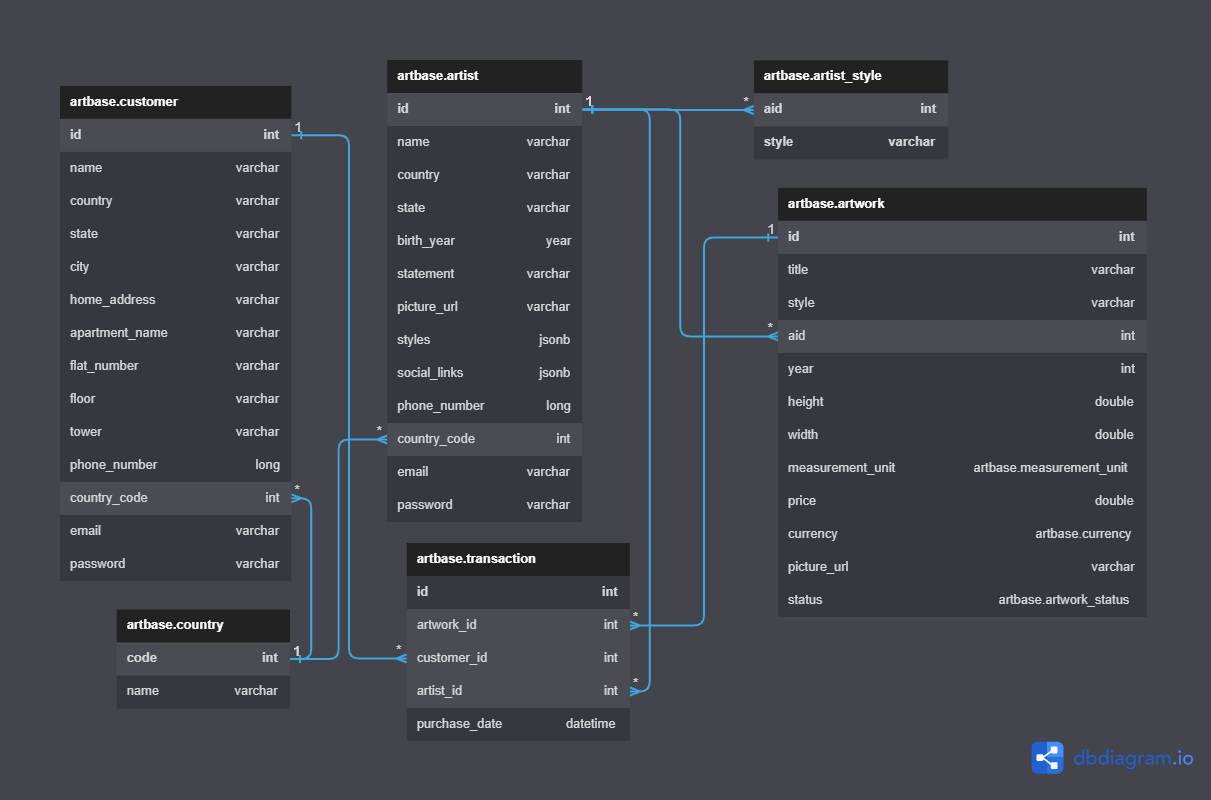 artbase.customer
id int 1
name varchar
country varchar
state varchar
city varchar
home_address varchar
apartment_name varchar
flat_number varchar
floor varchar
tower varchar
phone_number long
country_code int *
email varchar
password varchar
artbase.country
code int 1
name varchar
artbase.artist
id int 1
name varchar
country varchar
state varchar
birth_year year
statement varchar
picture_url varchar
styles jsonb
social_links jsonb
phone_number long
* country_code int
email varchar
password varchar
artbase.transaction
id int
artwork_id int *
* customer_id int
artist_id int *
purchase_date datetime
artbase.artist_style
* aid int
style varchar
artbase.artwork
1 id int
title varchar
style varchar
* aid int
year int
height double
width double
measurement_unit artbase.measurement_unit
price double
currency artbase.currency
picture_url varchar
status artbase.artwork_status
dbdiagram.io